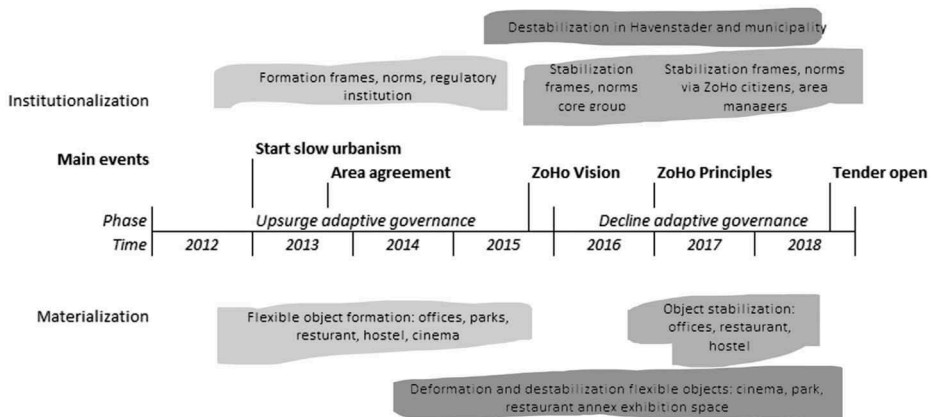 Destabilization in Havenstader and municipality
Formation frames, norms, regulatory
institution
Stabilization
frames, norms
core group
Stabilization frames, norms
via ZoHo citizens, area
managers
Institutionalization
Main events
Start slow urbanism
Area agreement
ZoHo Vision
ZoHo Principles
Tender open
Phase
Upsurge adaptive governance
Decline adaptive governance
Time
2012
2013
2014
2015
2016
2017
2018
Materialization
Flexible object formation: offices, parks,
resturant, hostel, cinema
Object stabilization:
offices, restaurant,
hostel
Deformation and destabilization flexible objects: cinema, park,
restaurant annex exhibition space